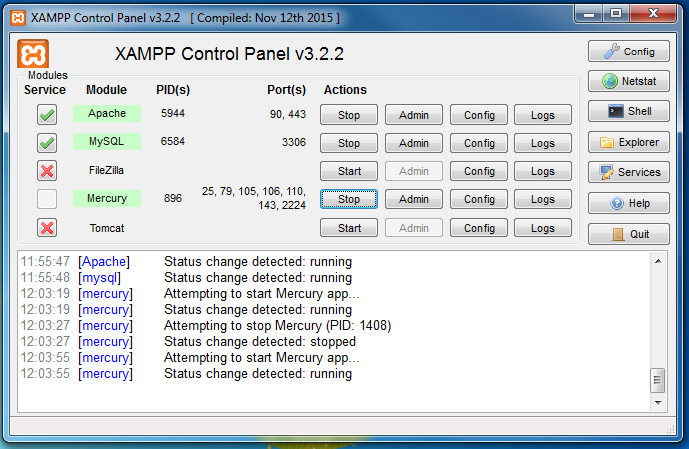 XAMPP Control Panel v3.2.2 [ Compiled: Nov 12th 2015 ]
XAMPP Control Panel v3.2.2
Config
Modules
Service Module PID(s) Port(s) Actions
Netstat
Apache 5944 90, 443 Stop Admin Config Logs
Shell
MySQL 6584 3306 Stop Admin Config Logs
Explorer
FileZilla Start Admin Config Logs
Services
Mercury 896 25, 79, 105, 106, 110, 143, 2224 Stop Admin Config Logs
Help
Tomcat Start Admin Config Logs
Quit
11:55:47 [Apache] Status change detected: running
11:55:48 [mysql] Status change detected: running
12:03:19 [mercury] Attempting to start Mercury app...
12:03:19 [mercury] Status change detected: running
12:03:27 [mercury] Attempting to stop Mercury (PID: 1408)
12:03:27 [mercury] Status change detected: stopped
12:03:55 [mercury] Attempting to start Mercury app...
12:03:55 [mercury] Status change detected: running